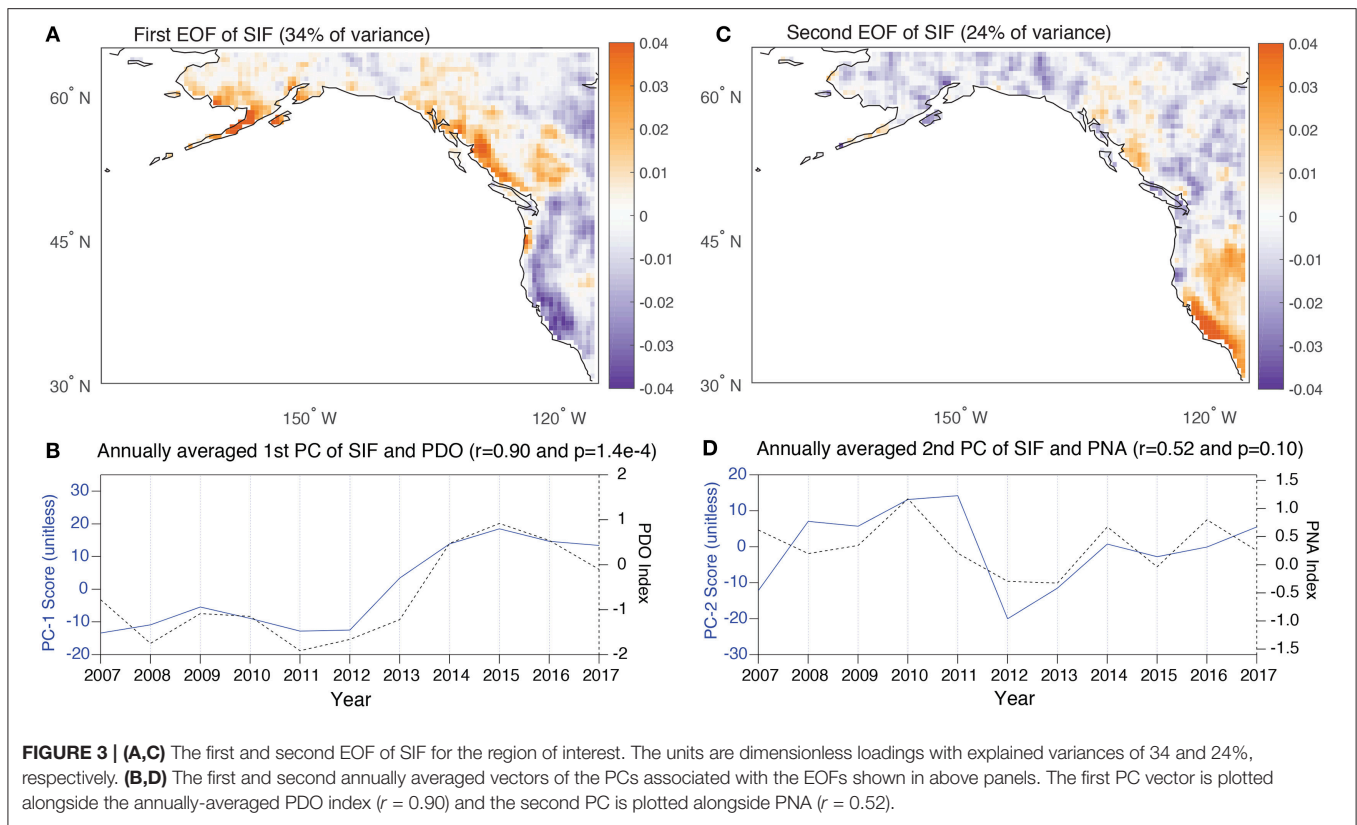 A
First EOF of SIF (34% of variance)
60° N
45° N
30° N
150° W
120° W
0.04
0.03
0.02
0.01
0
-0.01
-0.02
-0.03
-0.04
C
Second EOF of SIF (24% of variance)
60° N
45° N
30° N
150° W
120° W
0.04
0.03
0.02
0.01
0
-0.01
-0.02
-0.03
-0.04
B
Annually averaged 1st PC of SIF and PDO (r=0.90 and p=1.4e-4)
PC-1 Score (unitless)
30
20
10
0
-10
-20
2
1
0
-1
-2
PDO Index
2007 2008 2009 2010 2011 2012 2013 2014 2015 2016 2017
Year
D
Annually averaged 2nd PC of SIF and PNA (r=0.52 and p=0.10)
PC-2 Score (unitless)
20
10
0
-10
-20
-30
1.5
1.0
0.5
0.0
-0.5
-1.0
-1.5
PNA Index
2007 2008 2009 2010 2011 2012 2013 2014 2015 2016 2017
Year
FIGURE 3 | (A,C) The first and second EOF of SIF for the region of interest. The units are dimensionless loadings with explained variances of 34 and 24%,
respectively. (B,D) The first and second annually averaged vectors of the PCs associated with the EOFs shown in above panels. The first PC vector is plotted
alongside the annually-averaged PDO index (r = 0.90) and the second PC is plotted alongside PNA (r = 0.52).